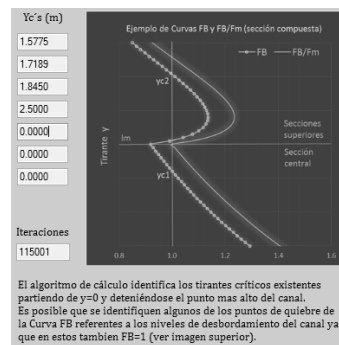 Yc´s (m)
1.5775
1.7189
1.8450
2.5000
0.0000
0.0000
0.0000
Iteraciones
115001
Ejemplo de Curvas FB y FB/Fm (sección compuesta)
FB
FB/Fm
yc2
Secciones
superiores
lm
Sección
central
yc1
Tirante y
0.8 1.0 1.2 1.4 1.6
El algoritmo de cálculo identifica los tirantes críticos existentes
partiendo de y=0 y deteniéndose el punto mas alto del canal.
Es posible que se identifiquen algunos de los puntos de quiebre de
la Curva FB referentes a los niveles de desbordamiento del canal ya
que en estos tambien FB=1 (ver imagen superior).